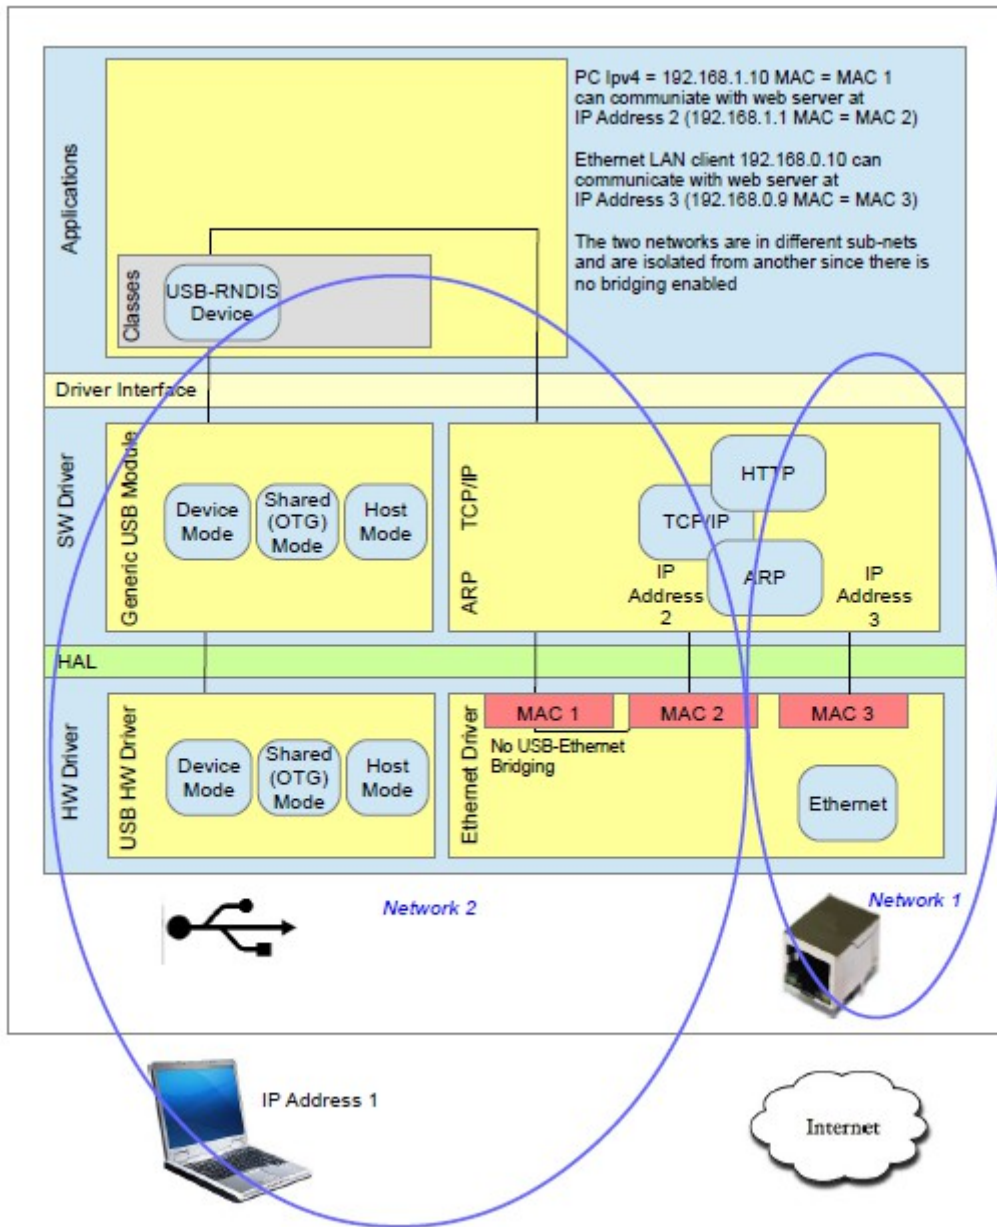 PC Ipv4 = 192.168.1.10 MAC = MAC 1
can communiate with web server at
IP Address 2 (192.168.1.1 MAC = MAC 2)
Ethernet LAN client 192.168.0.10 can
communicate with web server at
IP Address 3 (192.168.0.9 MAC = MAC 3)
The two networks are in different sub-nets
and are isolated from another since there is
no bridging enabled
Applications
Classes
USB-RNDIS
Device
Driver Interface
SW Driver
Generic USB Module
Device
Mode
Shared
(OTG)
Mode
Host
Mode
ARP TCP/IP
HTTP
TCP/IP
ARP
IP
Address
2
IP
Address
3
HAL
HW Driver
USB HW Driver
Device
Mode
Shared
(OTG)
Mode
Host
Mode
Ethernet Driver
MAC 1
MAC 2
MAC 3
No USB-Ethernet
Bridging
Ethernet
Network 2
Network 1
IP Address 1
Internet